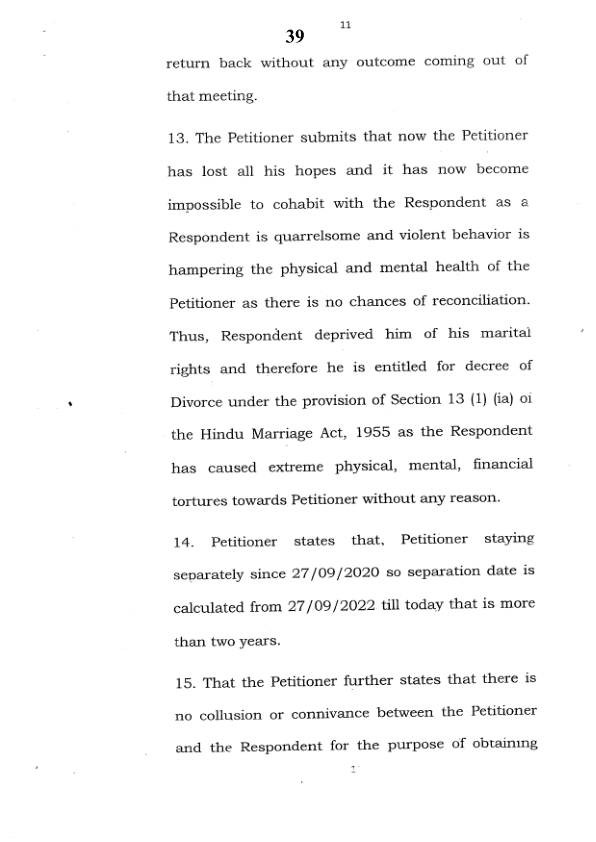 11
39
return back without any outcome coming out of
that meeting.
13. The Petitioner submits that now the Petitioner
has lost all his hopes and it has now become
impossible to cohabit with the Respondent as a
Respondent is quarrelsome and violent behavior is
hampering the physical and mental health of the
Petitioner as there is no chances of reconciliation.
Thus, Respondent deprived him of his marital
rights and therefore he is entitled for decree of
Divorce under the provision of Section 13 (1) (ia) of
the Hindu Marriage Act, 1955 as the Respondent
has caused extreme physical, mental, financial
tortures towards Petitioner without any reason.
14. Petitioner states that, Petitioner staying
separately since 27/09/2020 so separation date is
calculated from 27/09/2022 till today that is more
than two years.
15. That the Petitioner further states that there is
no collusion or connivance between the Petitioner
and the Respondent for the purpose of obtaining